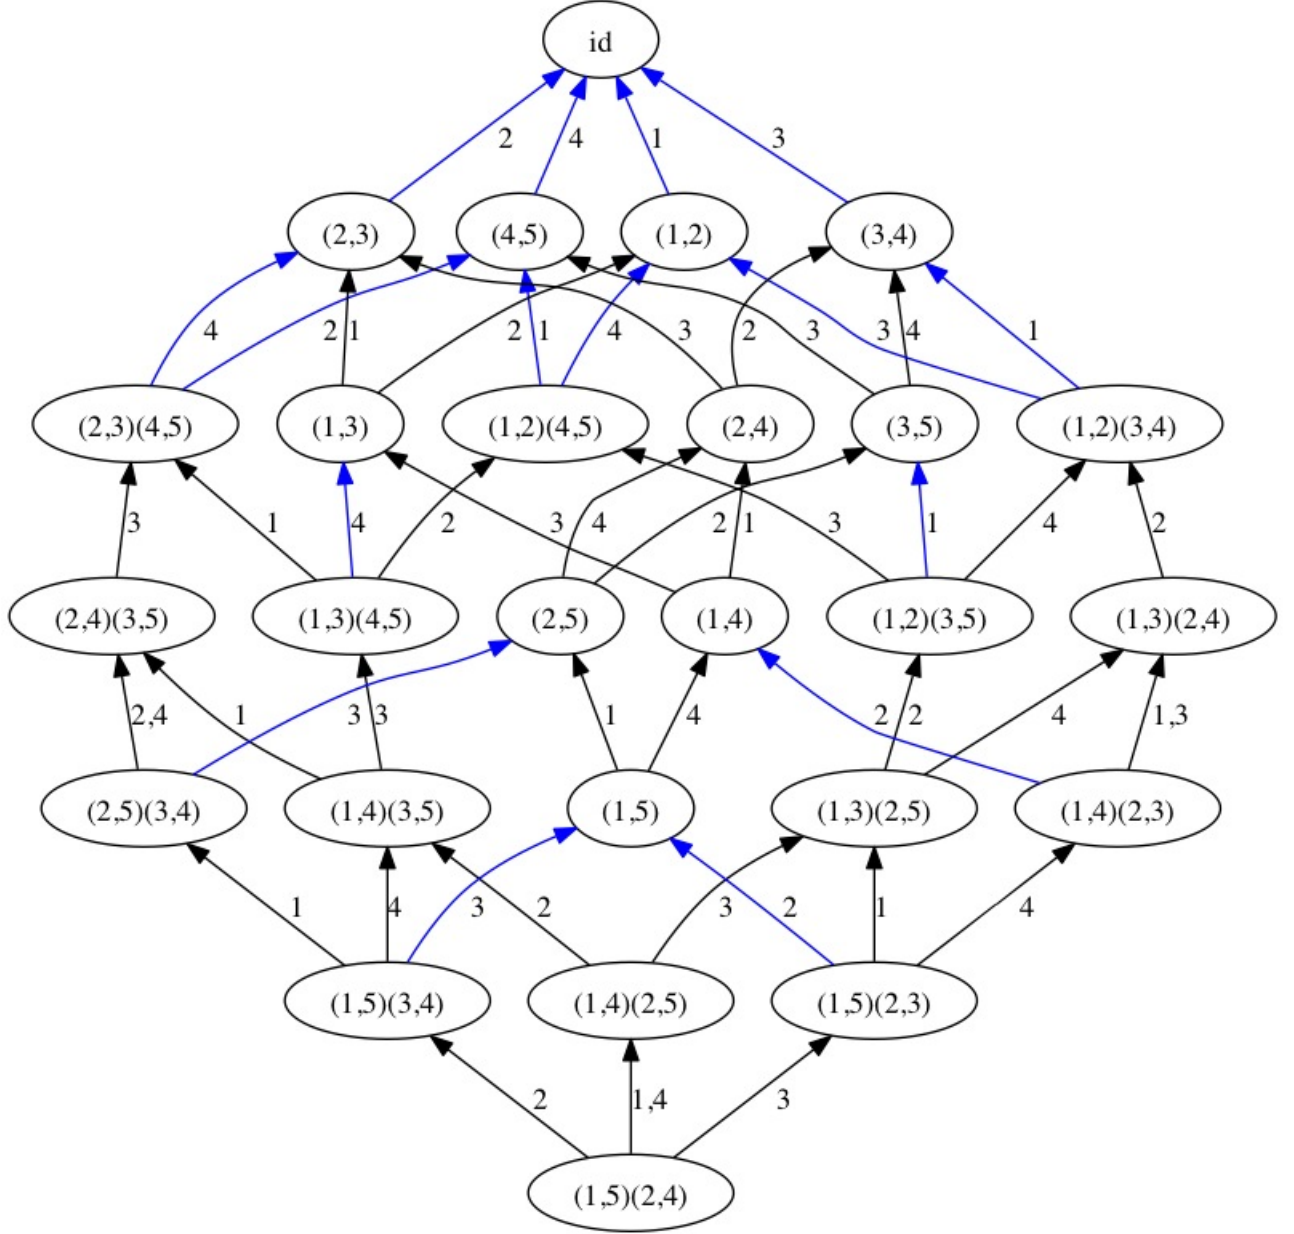 id
2 4 1 3
(2,3) (4,5) (1,2) (3,4)
4 2 1 2 1 4 3 2 3 3 4 1
(2,3)(4,5) (1,3) (1,2)(4,5) (2,4) (3,5) (1,2)(3,4)
3 1 4 2 3 4 2 1 3 1 4 2
(2,4)(3,5) (1,3)(4,5) (2,5) (1,4) (1,2)(3,5) (1,3)(2,4)
2,4 1 3 3 1 4 2 2 4 1,3
(2,5)(3,4) (1,4)(3,5) (1,5) (1,3)(2,5) (1,4)(2,3)
1 4 3 2 3 2 1 4
(1,5)(3,4) (1,4)(2,5) (1,5)(2,3)
2 1,4 3
(1,5)(2,4)